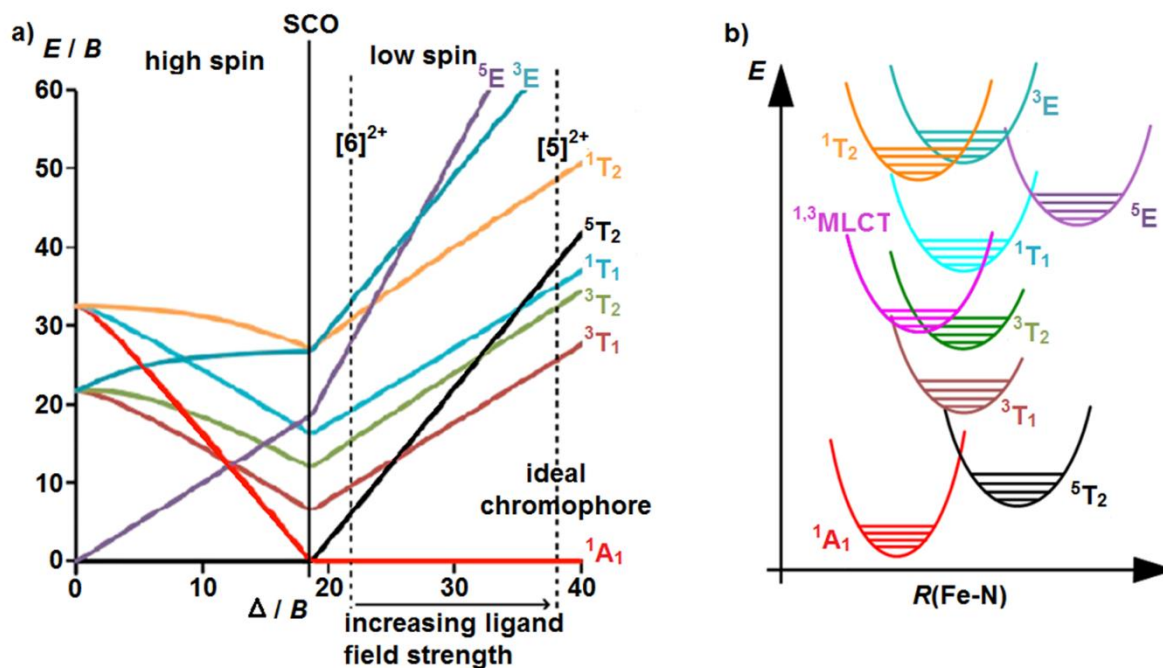 a)
E / B
SCO
high spin
low spin
⁵E ³E
60
[6]²⁺
[5]²⁺
¹T₂
50
40
⁵T₂
¹T₁
³T₂
30
³T₁
20
10
ideal
chromophore
0
¹A₁
0
10
20
30
40
Δ / B
increasing ligand
field strength
b)
E
³E
¹T₂
⁵E
¹,³MLCT
¹T₁
³T₂
³T₁
⁵T₂
¹A₁
R(Fe-N)